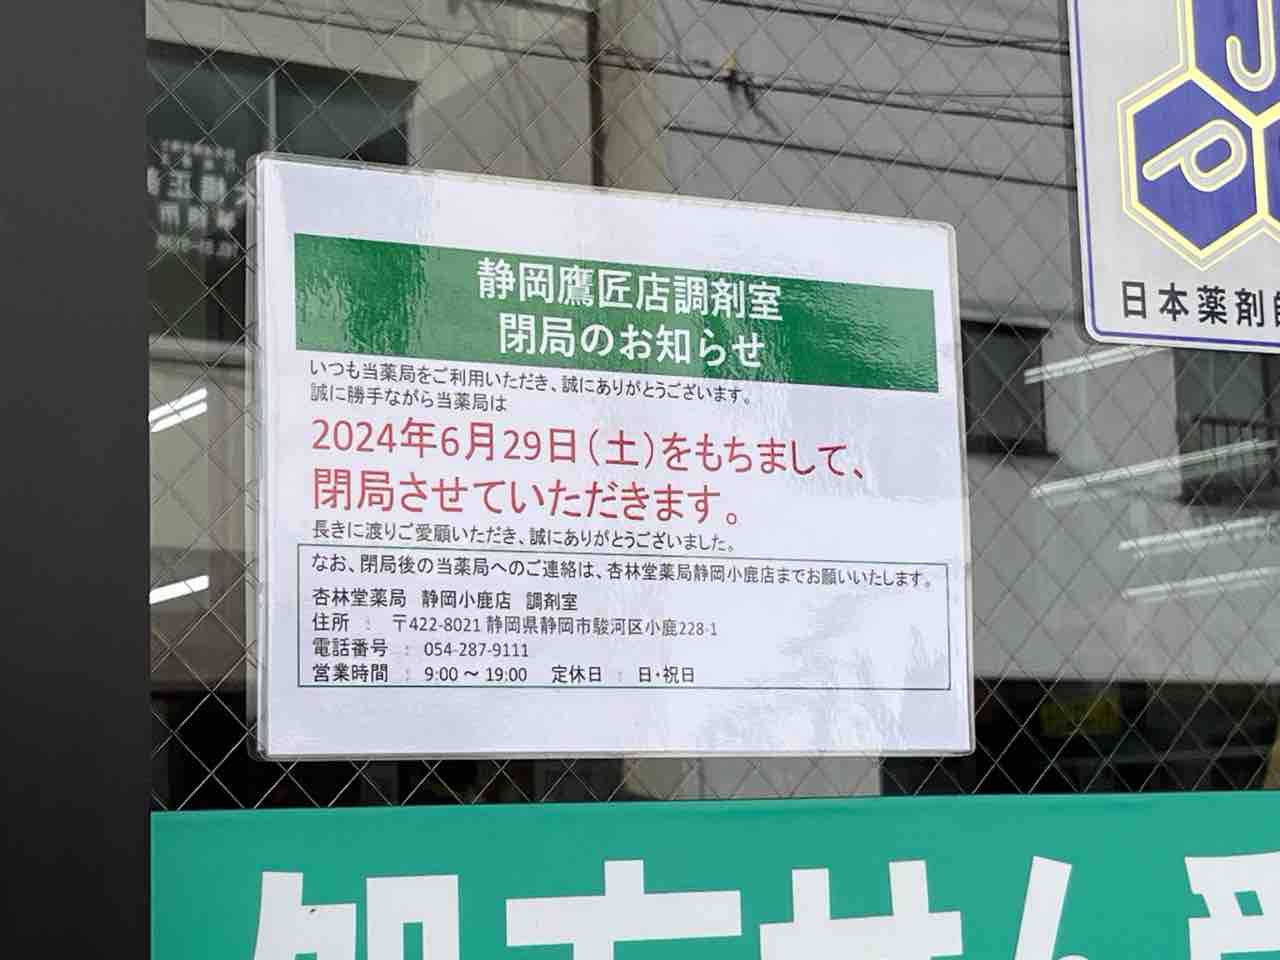 静岡鷹匠店調剤室
閉局のお知らせ
いつも当薬局をご利用いただき、誠にありがとうございます。
誠に勝手ながら当薬局は
2024年6月29日(土)をもちまして、
閉局させていただきます。
長きに渡りご愛顧いただき、誠にありがとうございました。
なお、閉局後の当薬局へのご連絡は、杏林堂薬局静岡小鹿店までお願いいたします。
杏林堂薬局 静岡小鹿店 調剤室
住所 : 〒422-8021 静岡県静岡市駿河区小鹿228-1
電話番号 : 054-287-9111
営業時間 : 9:00 ～ 19:00 定休日 : 日・祝日
J
P
日本薬剤師
処方せん受